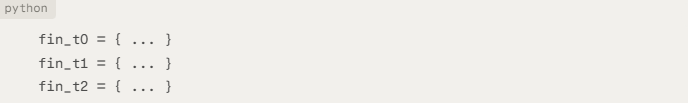 python
fin_t0 = { ... }
fin_t1 = { ... }
fin_t2 = { ... }